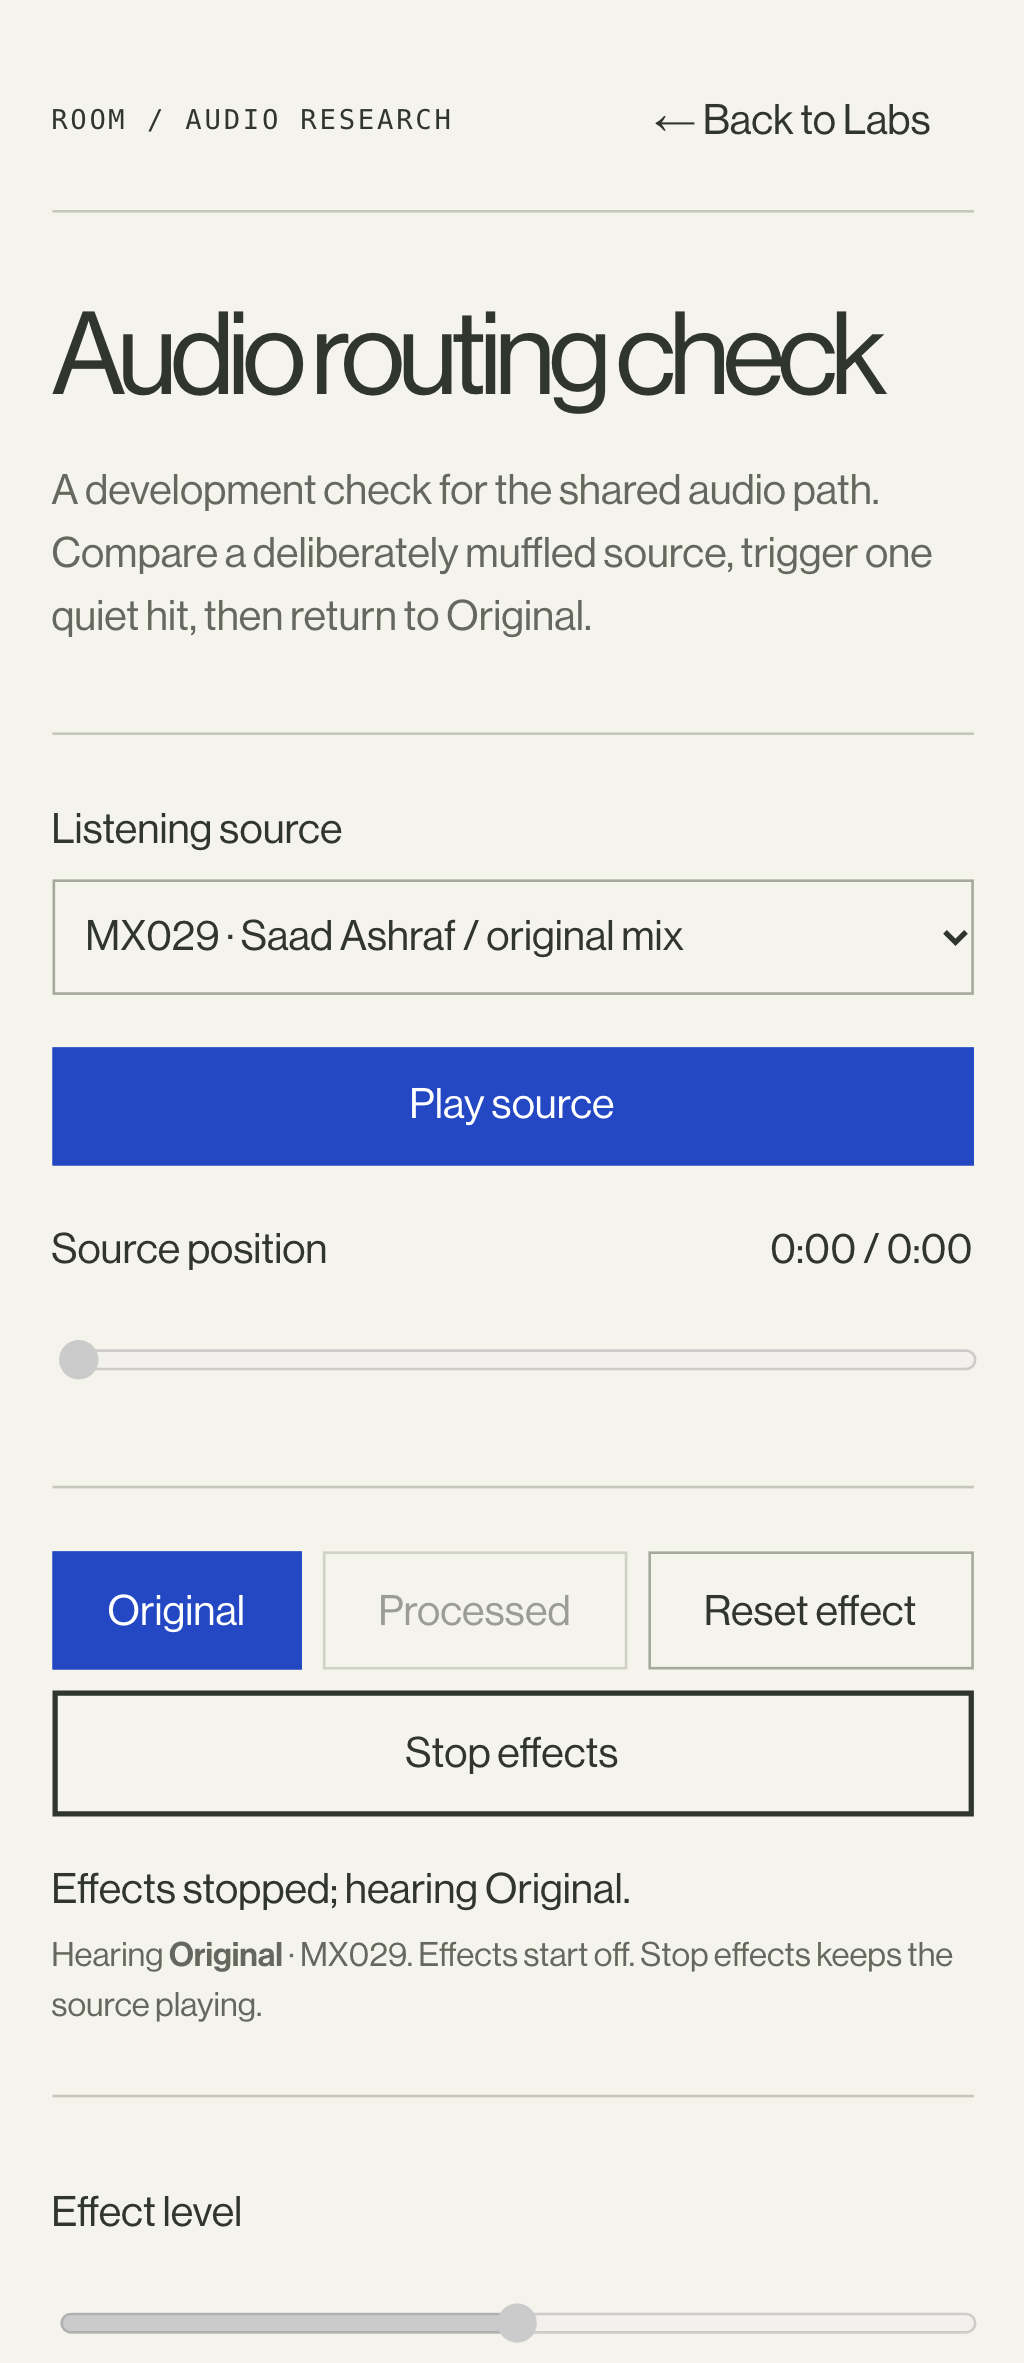 ROOM / AUDIO RESEARCH
← Back to Labs
Audio routing check
A development check for the shared audio path.
Compare a deliberately muffled source, trigger one
quiet hit, then return to Original.
Listening source
MX029 · Saad Ashraf / original mix
Play source
Source position 0:00 / 0:00
Original Processed Reset effect
Stop effects
Effects stopped; hearing Original.
Hearing Original · MX029. Effects start off. Stop effects keeps the
source playing.
Effect level